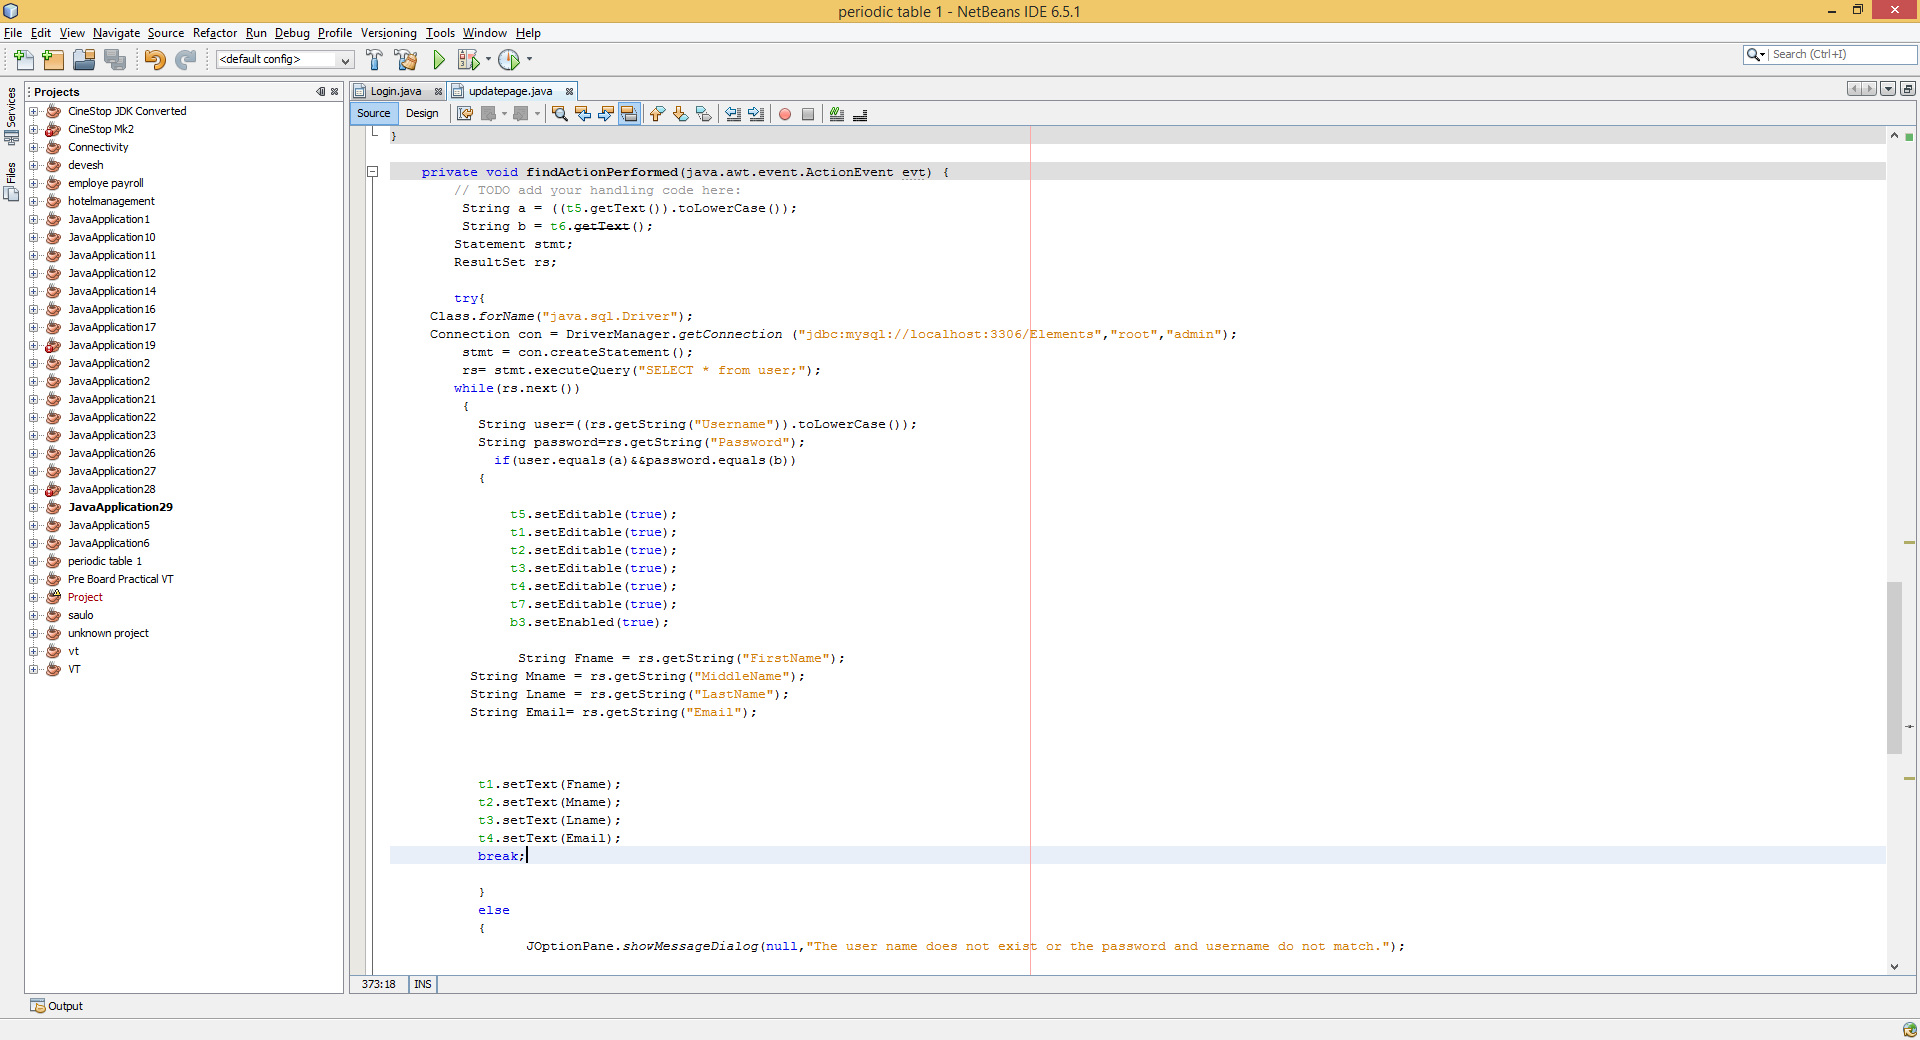 periodic table 1 - NetBeans IDE 6.5.1
File Edit View Navigate Source Refactor Run Debug Profile Versioning Tools Window Help
<default config>
Search (Ctrl+I)
Services
Files
Projects
CineStop JDK Converted
CineStop Mk2
Connectivity
devesh
employe payroll
hotelmanagement
JavaApplication1
JavaApplication10
JavaApplication11
JavaApplication12
JavaApplication14
JavaApplication16
JavaApplication17
JavaApplication19
JavaApplication2
JavaApplication2
JavaApplication21
JavaApplication22
JavaApplication23
JavaApplication26
JavaApplication27
JavaApplication28
JavaApplication29
JavaApplication5
JavaApplication6
periodic table 1
Pre Board Practical VT
Project
saulo
unknown project
vt
VT
Login.java updatepage.java
Source Design
}
private void findActionPerformed(java.awt.event.ActionEvent evt) {
// TODO add your handling code here:
String a = ((t5.getText()).toLowerCase());
String b = t6.getText();
Statement stmt;
ResultSet rs;
try{
Class.forName("java.sql.Driver");
Connection con = DriverManager.getConnection ("jdbc:mysql://localhost:3306/Elements","root","admin");
stmt = con.createStatement();
rs= stmt.executeQuery("SELECT * from user;");
while(rs.next())
{
String user=((rs.getString("Username")).toLowerCase());
String password=rs.getString("Password");
if(user.equals(a)&&password.equals(b))
{
t5.setEditable(true);
t1.setEditable(true);
t2.setEditable(true);
t3.setEditable(true);
t4.setEditable(true);
t7.setEditable(true);
b3.setEnabled(true);
String Fname = rs.getString("FirstName");
String Mname = rs.getString("MiddleName");
String Lname = rs.getString("LastName");
String Email= rs.getString("Email");
t1.setText(Fname);
t2.setText(Mname);
t3.setText(Lname);
t4.setText(Email);
break;
}
else
{
JOptionPane.showMessageDialog(null,"The user name does not exist or the password and username do not match.");
373:18 INS
Output